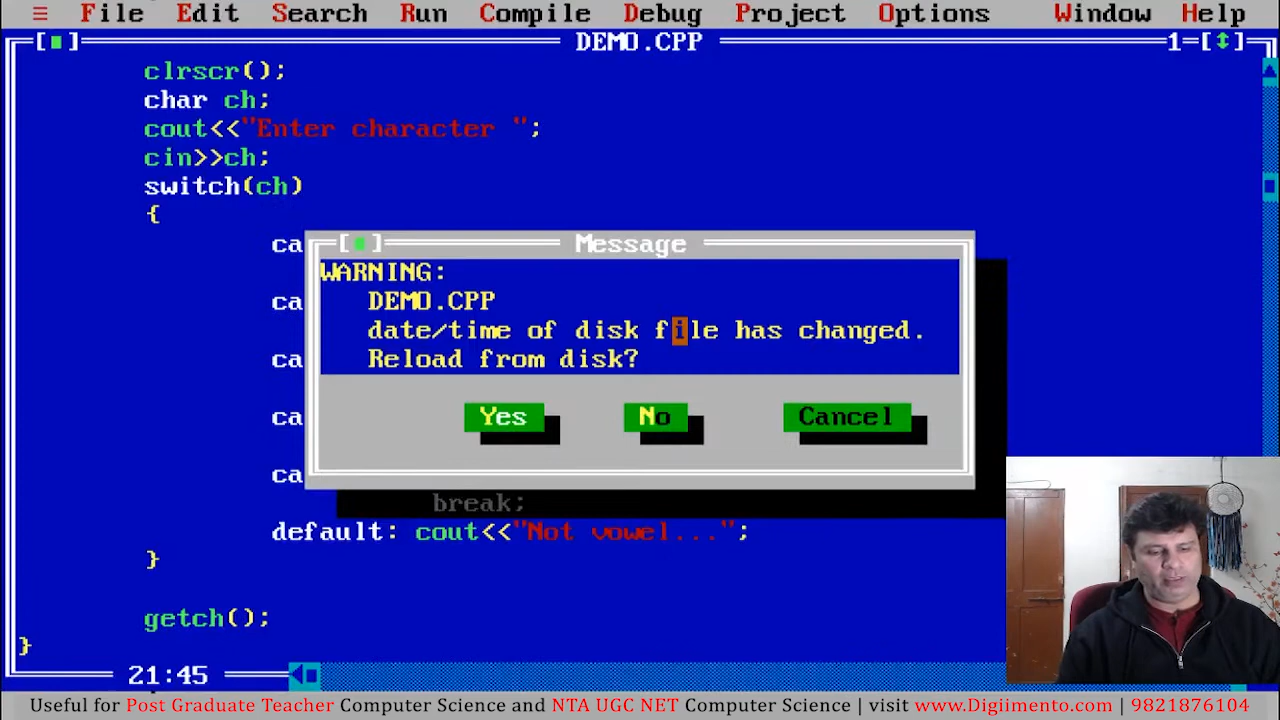 ≡ File Edit Search Run Compile Debug Project Options Window Help
[■] DEMO.CPP 1=[↕]
clrscr();
char ch;
cout<<"Enter character ";
cin>>ch;
switch(ch)
{
ca
ca
ca
ca
ca
[■] Message
WARNING:
DEMO.CPP
date/time of disk file has changed.
Reload from disk?
Yes No Cancel
break;
default: cout<<"Not vowel...";
}
getch();
}
21:45
Useful for Post Graduate Teacher Computer Science and NTA UGC NET Computer Science | visit www.Digiimento.com | 9821876104